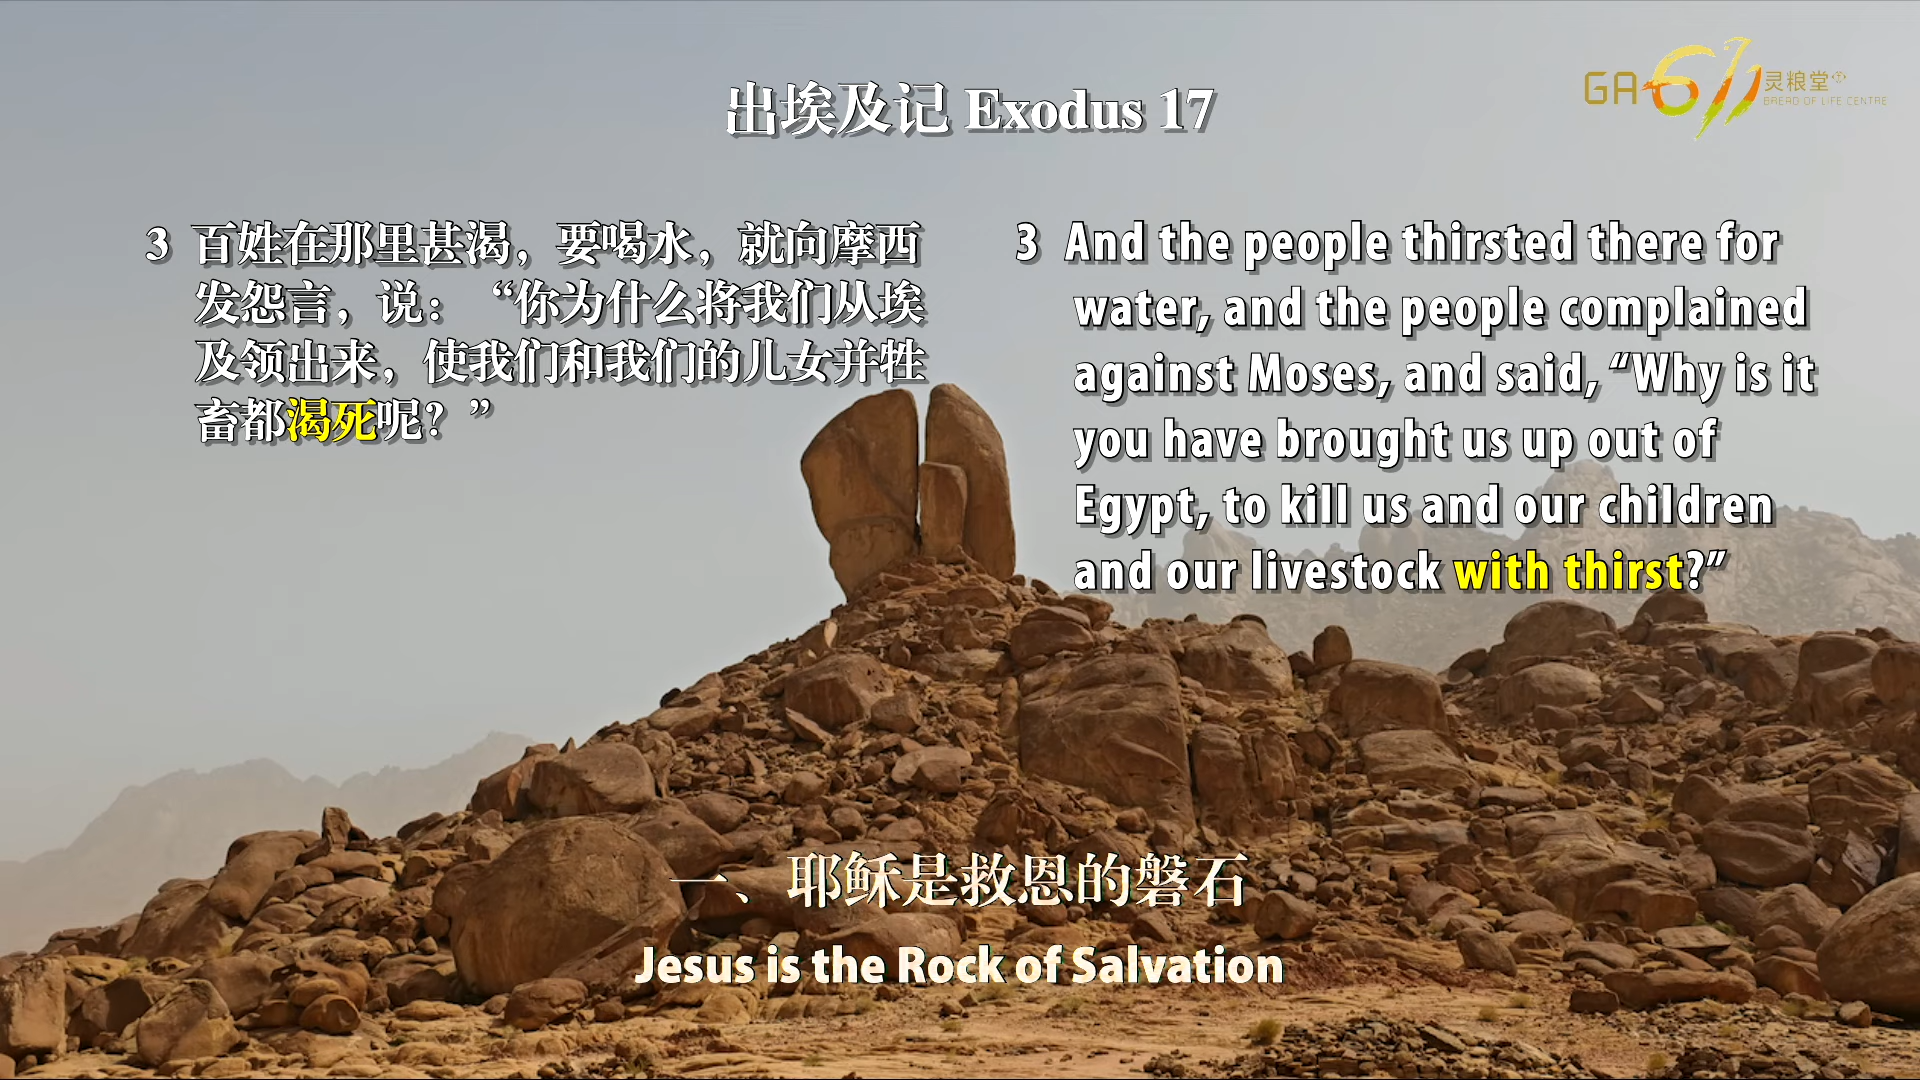 出埃及记 Exodus 17
GA 611 灵粮堂
BREAD OF LIFE CENTRE
3 百姓在那里甚渴，要喝水，就向摩西
发怨言，说：“你为什么将我们从埃
及领出来，使我们和我们的儿女并牲
畜都渴死呢？”
3 And the people thirsted there for
water, and the people complained
against Moses, and said, “Why is it
you have brought us up out of
Egypt, to kill us and our children
and our livestock with thirst?”
一、耶稣是救恩的磐石
Jesus is the Rock of Salvation